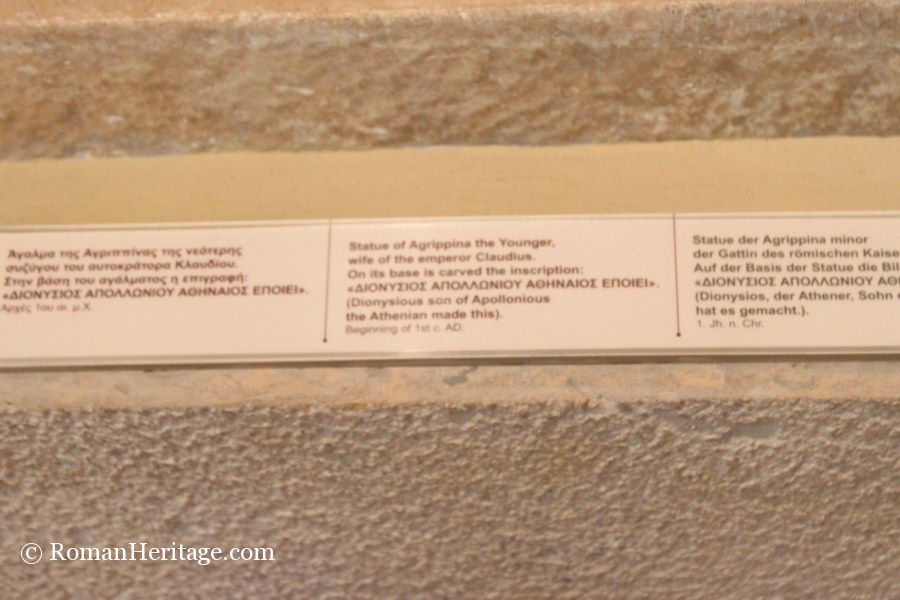 Άγαλμα της Αγριππίνας της νεότερης
συζύγου του αυτοκράτορα Κλαυδίου.
Στην βάση του αγάλματος η επιγραφή:
«ΔΙΟΝΥΣΙΟΣ ΑΠΟΛΛΩΝΙΟΥ ΑΘΗΝΑΙΟΣ ΕΠΟΙΕΙ».
Αρχές 1ου αι. μ.Χ.
Statue of Agrippina the Younger,
wife of the emperor Claudius.
On its base is carved the inscription:
«ΔΙΟΝΥΣΙΟΣ ΑΠΟΛΛΩΝΙΟΥ ΑΘΗΝΑΙΟΣ ΕΠΟΙΕΙ».
(Dionysious son of Apollonious
the Athenian made this).
Beginning of 1st c. AD.
Statue der Agrippina minor
der Gattin des römischen Kaise
Auf der Basis der Statue die Bil
«ΔΙΟΝΥΣΙΟΣ ΑΠΟΛΛΩΝΙΟΥ ΑΘ
(Dionysios, der Athener, Sohn
hat es gemacht.).
1. Jh. n. Chr.
© RomanHeritage.com